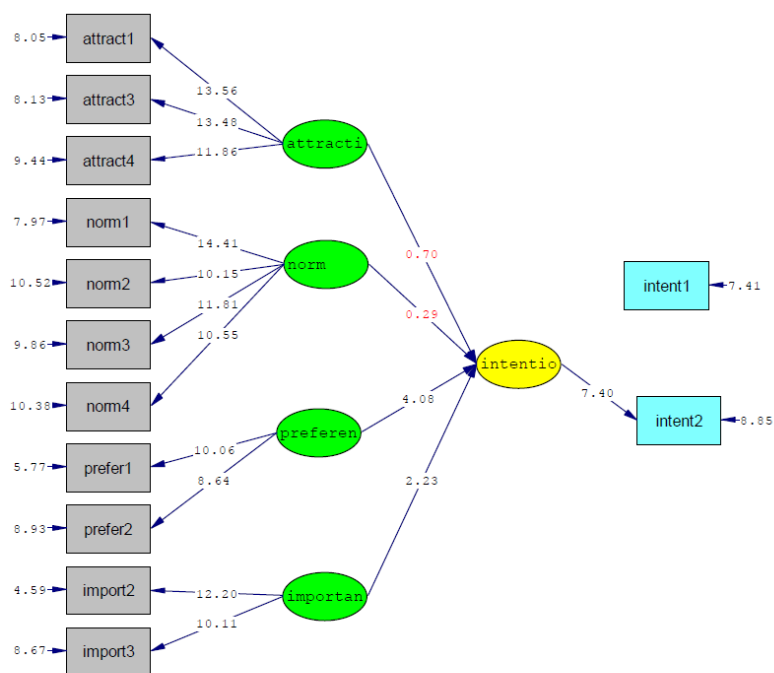 8.05
attract1
13.56
8.13
attract3
13.48
9.44
attract4
11.86
attracti
7.97
norm1
14.41
norm
0.70
10.52
norm2
10.15
intent1
7.41
11.81
0.29
9.86
norm3
10.55
intentio
10.38
norm4
4.08
7.40
intent2
8.85
preferen
5.77
prefer1
10.06
8.64
2.23
8.93
prefer2
4.59
import2
12.20
importan
10.11
8.67
import3